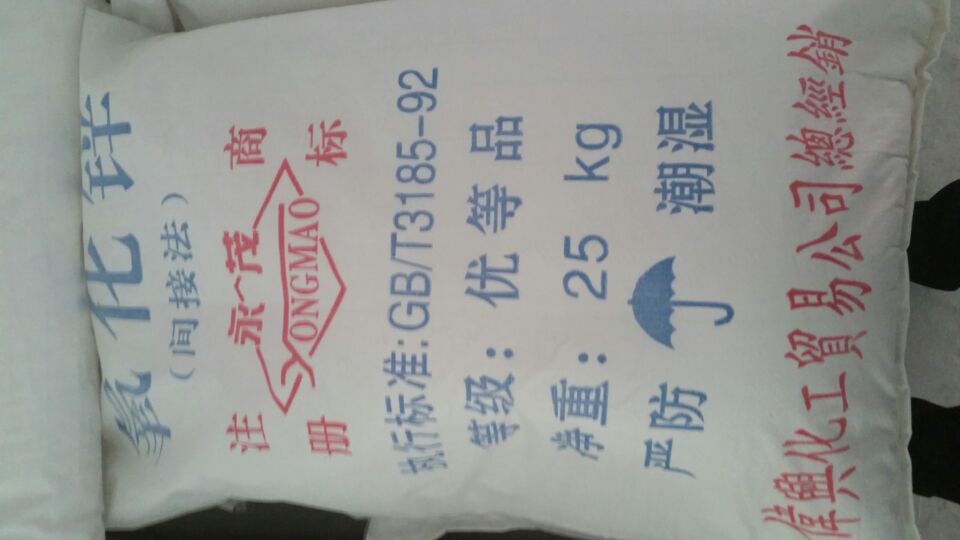 氧化锌
(间接法)
注 永茂 商
册 YONGMAO 标
执行标准:GB/T3185-92
等级: 优等品
净重: 25 kg
严防 潮湿
偉興化工貿易公司總經銷